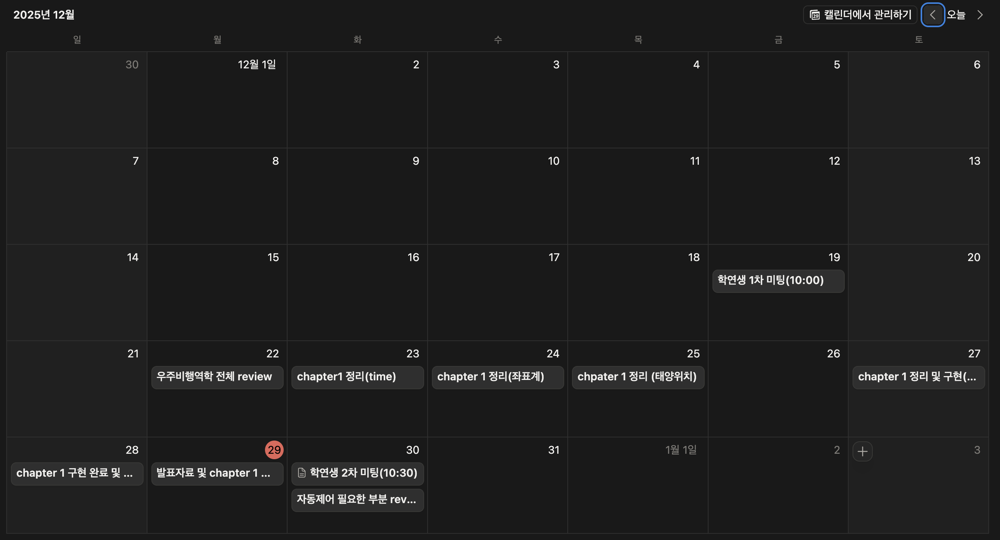 2025년 12월
29 캘린더에서 관리하기 오늘
일 월 화 수 목 금 토
30 12월 1일 2 3 4 5 6
7 8 9 10 11 12 13
14 15 16 17 18 19 20
학연생 1차 미팅(10:00)
21 22 23 24 25 26 27
우주비행역학 전체 review
chapter1 정리(time)
chapter 1 정리(좌표계)
chpater 1 정리 (태양위치)
chapter 1 정리 및 구현(...
28 29 30 31 1월 1일 2 3
chapter 1 구현 완료 및 ...
발표자료 및 chapter 1 ...
학연생 2차 미팅(10:30)
자동제어 필요한 부분 rev...